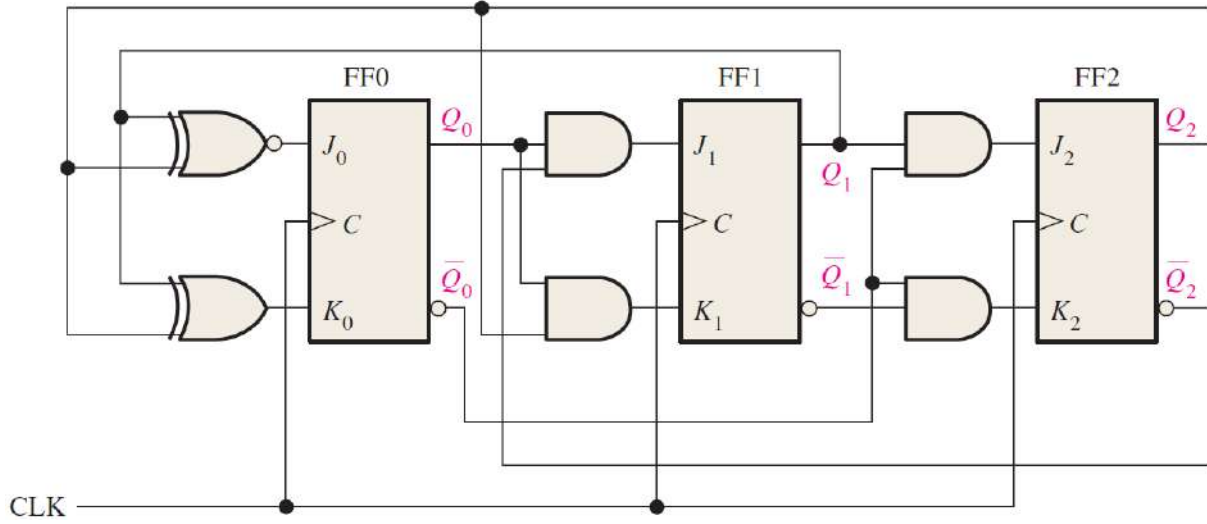 FF0 FF1 FF2
Q₀ Q₂
J₀ J₁ J₂
Q₁
C C C
Q̅₀ Q̅₁ Q̅₂
K₀ K₁ K₂
CLK